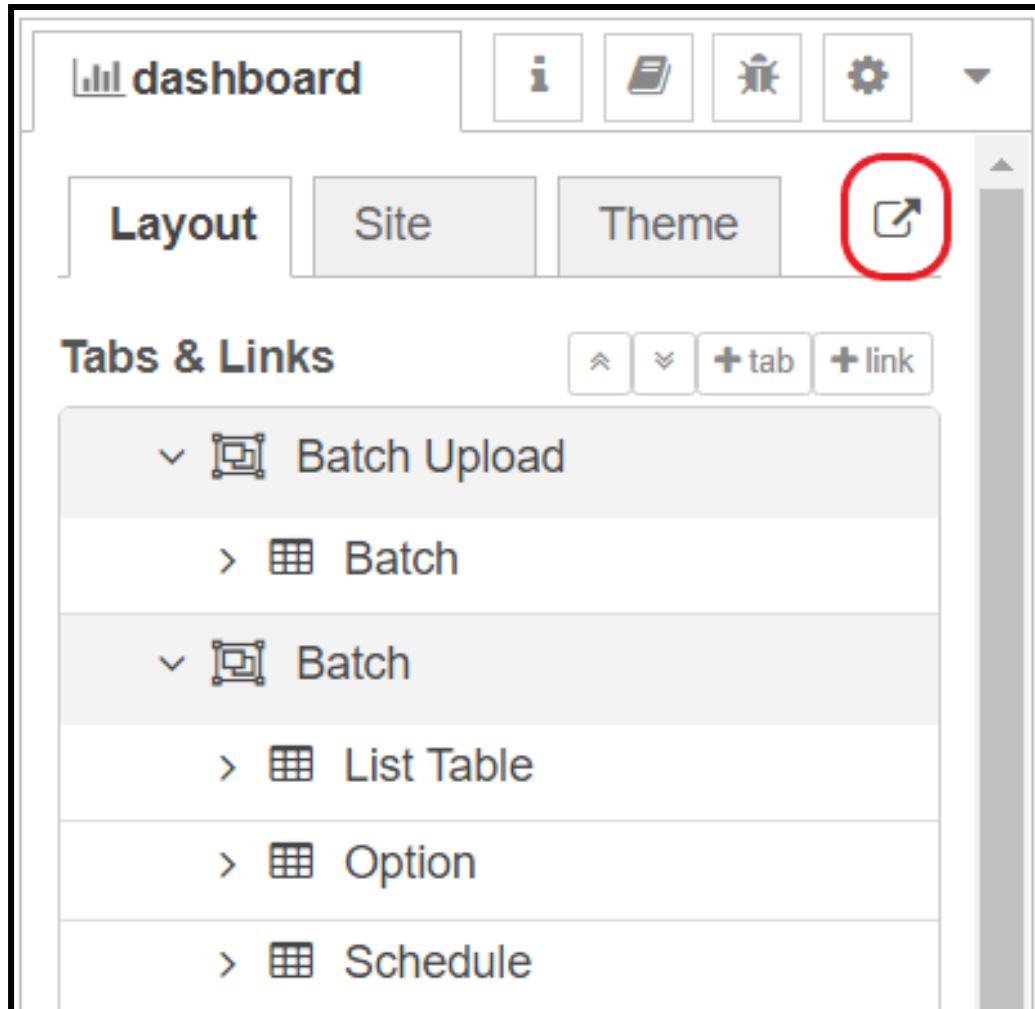 dashboard
Layout Site Theme
Tabs & Links +tab +link
Batch Upload
Batch
Batch
List Table
Option
Schedule